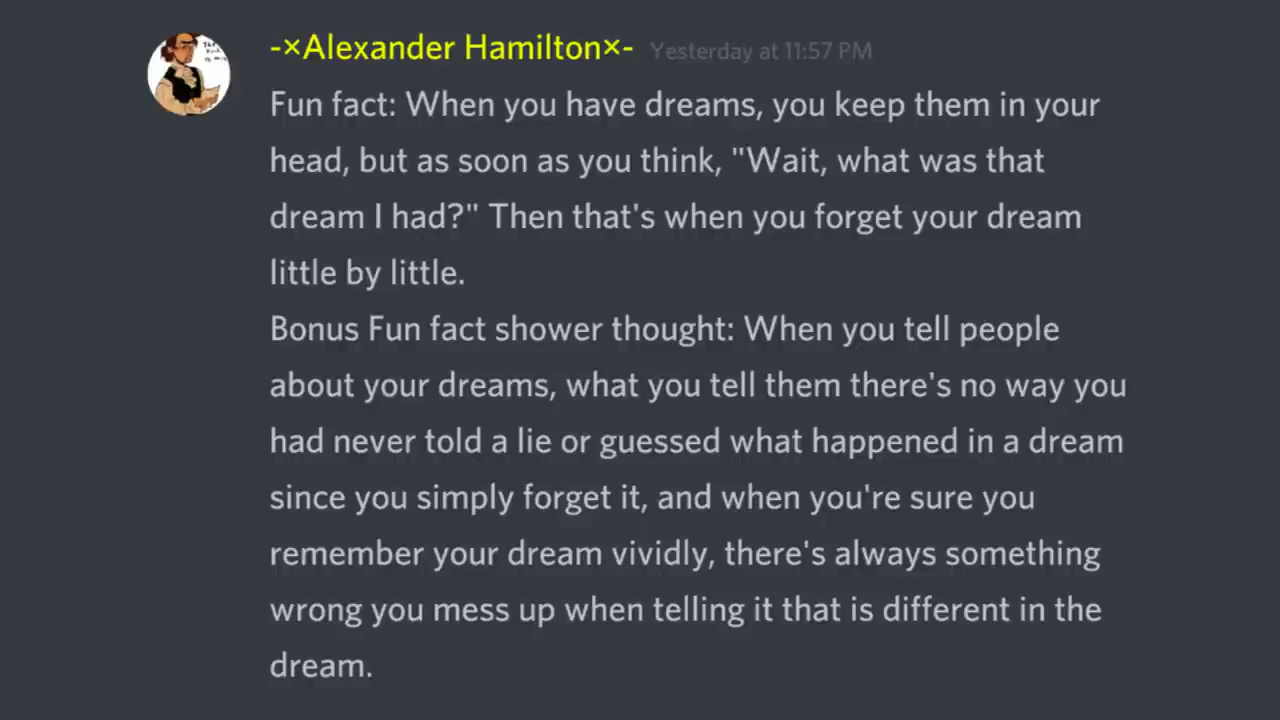 -×Alexander Hamilton×- Yesterday at 11:57 PM
Fun fact: When you have dreams, you keep them in your
head, but as soon as you think, "Wait, what was that
dream I had?" Then that's when you forget your dream
little by little.
Bonus Fun fact shower thought: When you tell people
about your dreams, what you tell them there's no way you
had never told a lie or guessed what happened in a dream
since you simply forget it, and when you're sure you
remember your dream vividly, there's always something
wrong you mess up when telling it that is different in the
dream.